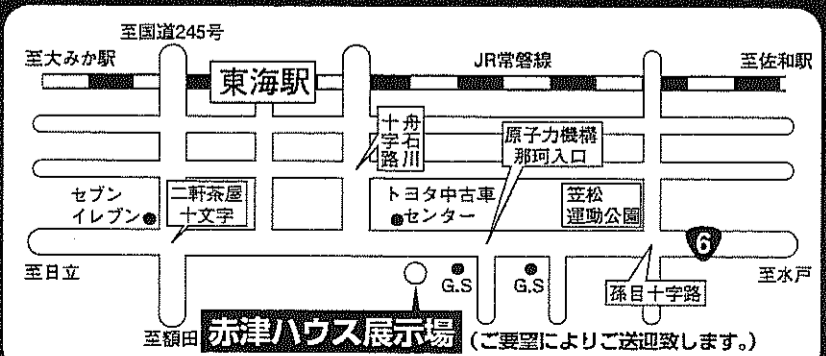 至国道245号
至大みか駅
東海駅
JR常磐線
至佐和駅
舟石川
十字路
原子力機構
那珂入口
セブン
イレブン
二軒茶屋
十文字
トヨタ中古車
センター
笠松
運動公園
6
至日立
G.S
G.S
孫目十字路
至水戸
至額田
赤津ハウス展示場
(ご要望によりご送迎致します。)